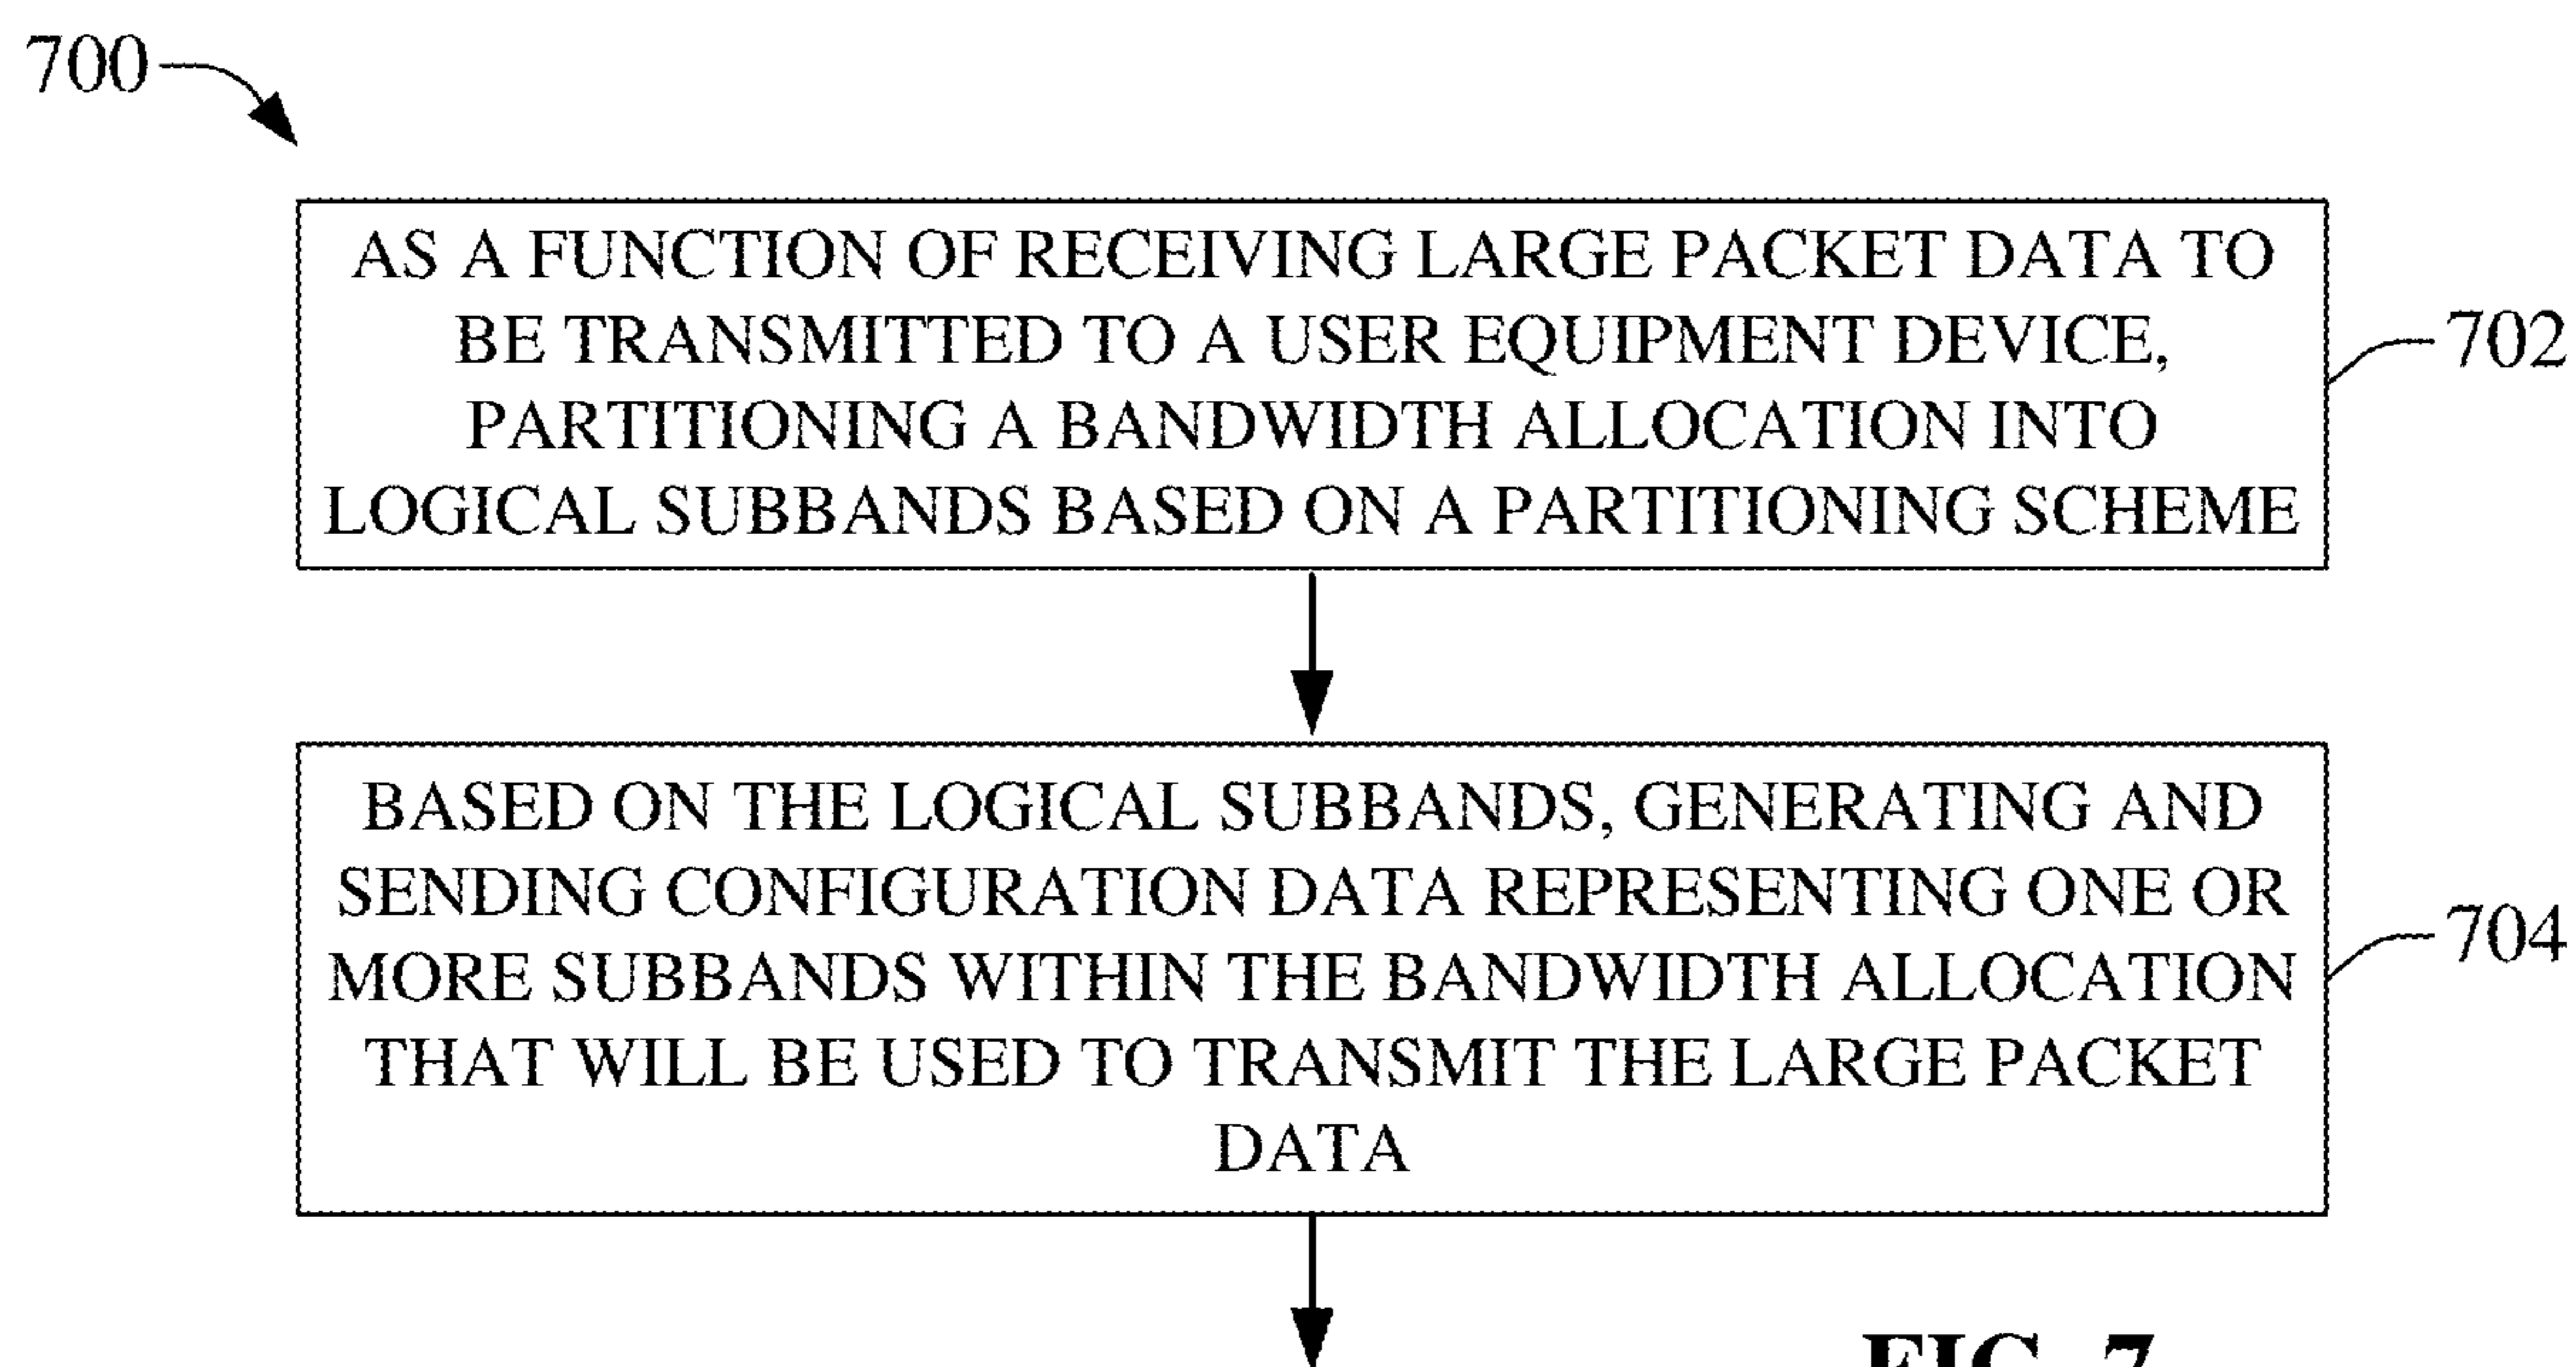 700
AS A FUNCTION OF RECEIVING LARGE PACKET DATA TO
BE TRANSMITTED TO A USER EQUIPMENT DEVICE,
PARTITIONING A BANDWIDTH ALLOCATION INTO
LOGICAL SUBBANDS BASED ON A PARTITIONING SCHEME
702
BASED ON THE LOGICAL SUBBANDS, GENERATING AND
SENDING CONFIGURATION DATA REPRESENTING ONE OR
MORE SUBBANDS WITHIN THE BANDWIDTH ALLOCATION
THAT WILL BE USED TO TRANSMIT THE LARGE PACKET
DATA
704
FIG. 7